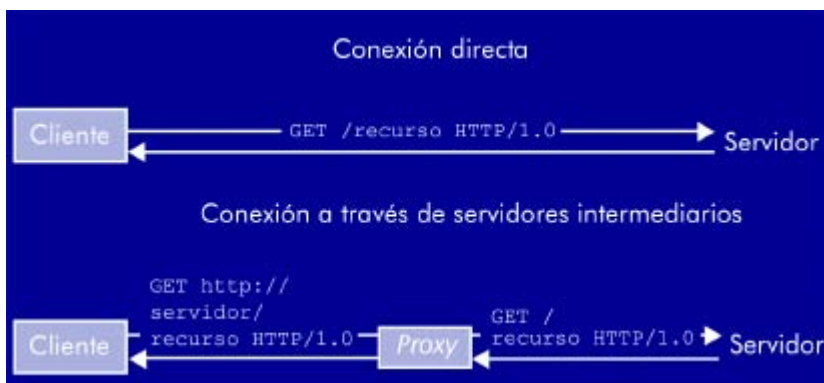 Conexión directa
Cliente
GET /recurso HTTP/1.0
Servidor
Conexión a través de servidores intermediarios
Cliente
GET http://
servidor/
recurso HTTP/1.0
Proxy
GET /
recurso HTTP/1.0
Servidor